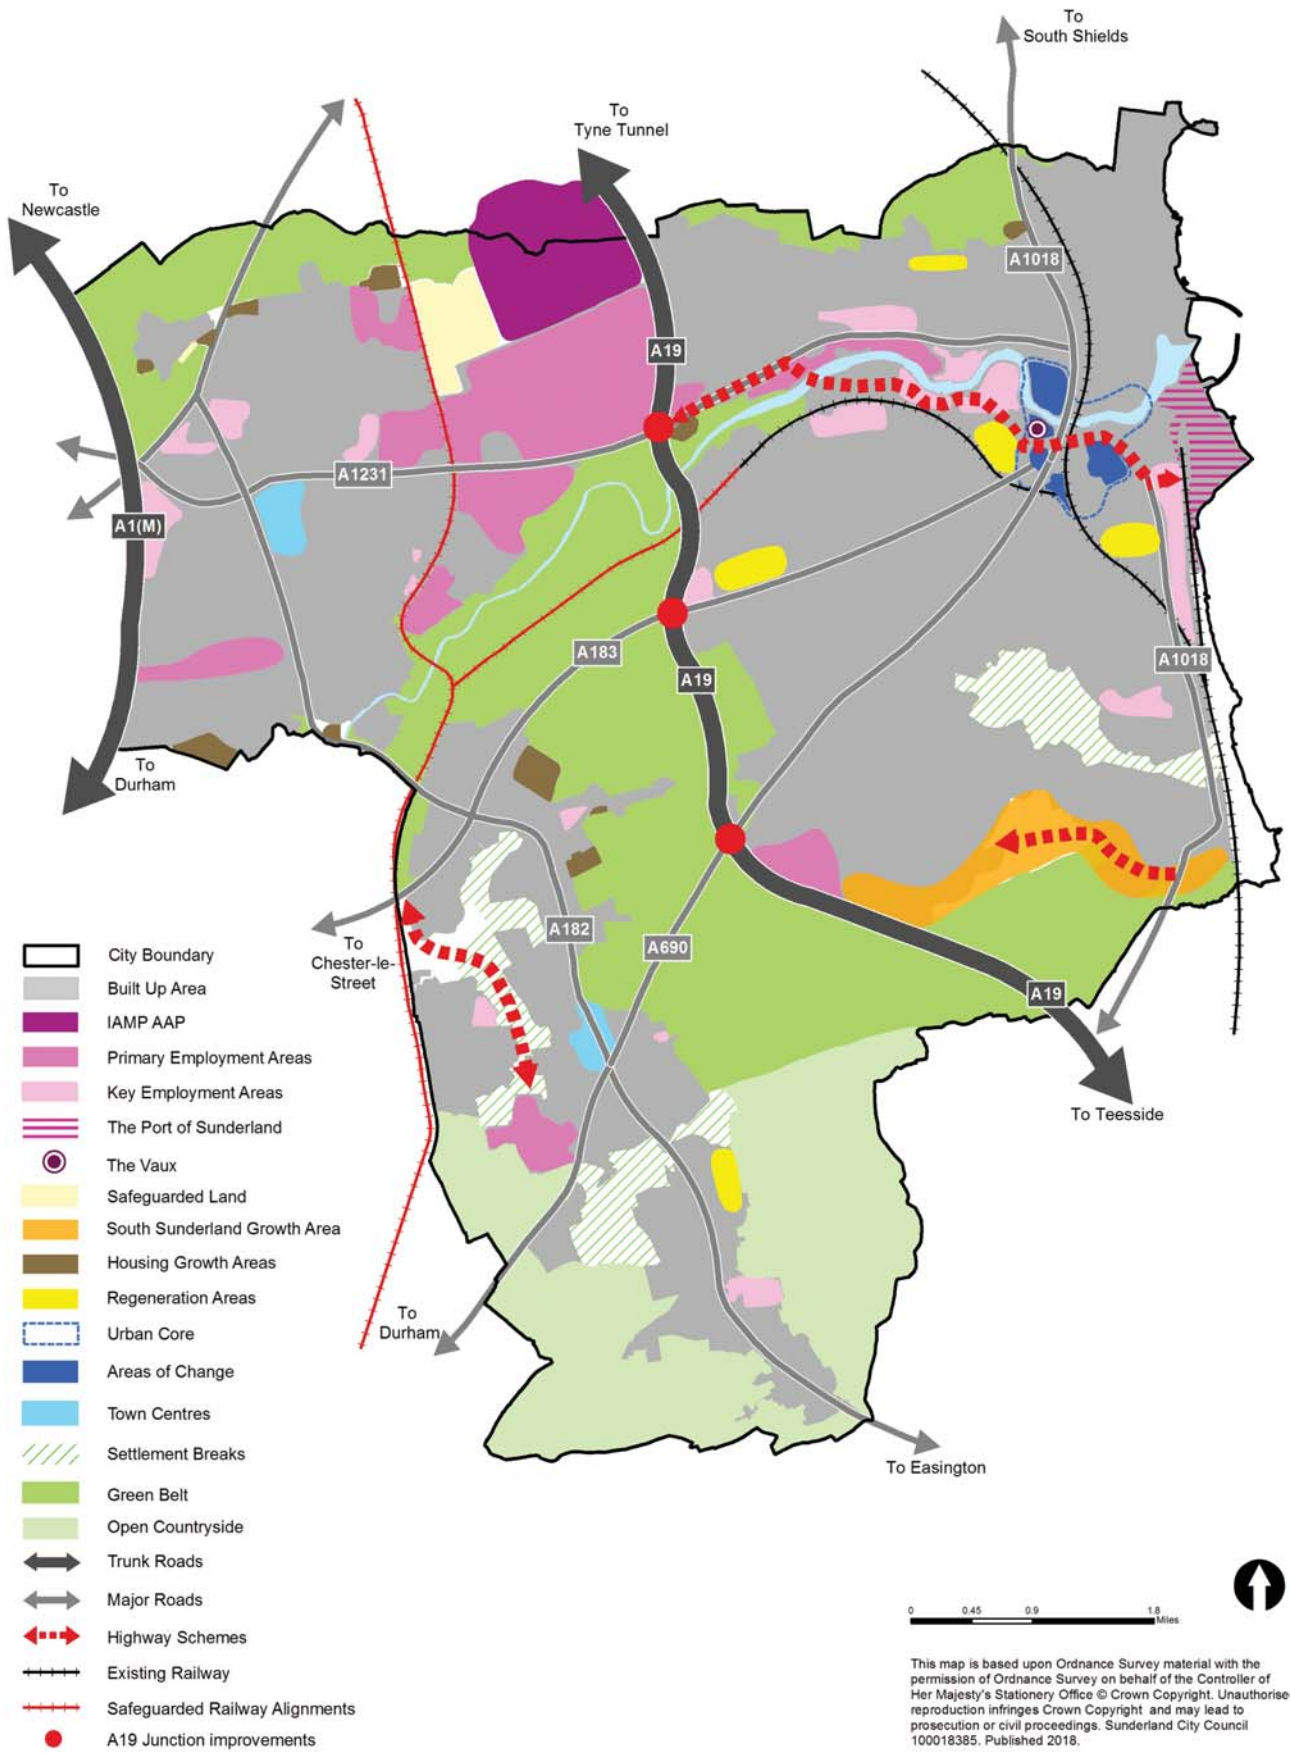 To
South Shields
To
Tyne Tunnel
To
Newcastle
A1018
A19
A1231
A1(M)
A183
A19
A1018
To
Durham
A182
A690
To
Chester-le-
Street
A19
To Teesside
To
Durham
To Easington
City Boundary
Built Up Area
IAMP AAP
Primary Employment Areas
Key Employment Areas
The Port of Sunderland
The Vaux
Safeguarded Land
South Sunderland Growth Area
Housing Growth Areas
Regeneration Areas
Urban Core
Areas of Change
Town Centres
Settlement Breaks
Green Belt
Open Countryside
Trunk Roads
Major Roads
Highway Schemes
Existing Railway
Safeguarded Railway Alignments
A19 Junction improvements
0 0.45 0.9 1.8
Miles
This map is based upon Ordnance Survey material with the
permission of Ordnance Survey on behalf of the Controller of
Her Majesty's Stationery Office © Crown Copyright. Unauthorise
reproduction infringes Crown Copyright and may lead to
prosecution or civil proceedings. Sunderland City Council
100018385. Published 2018.